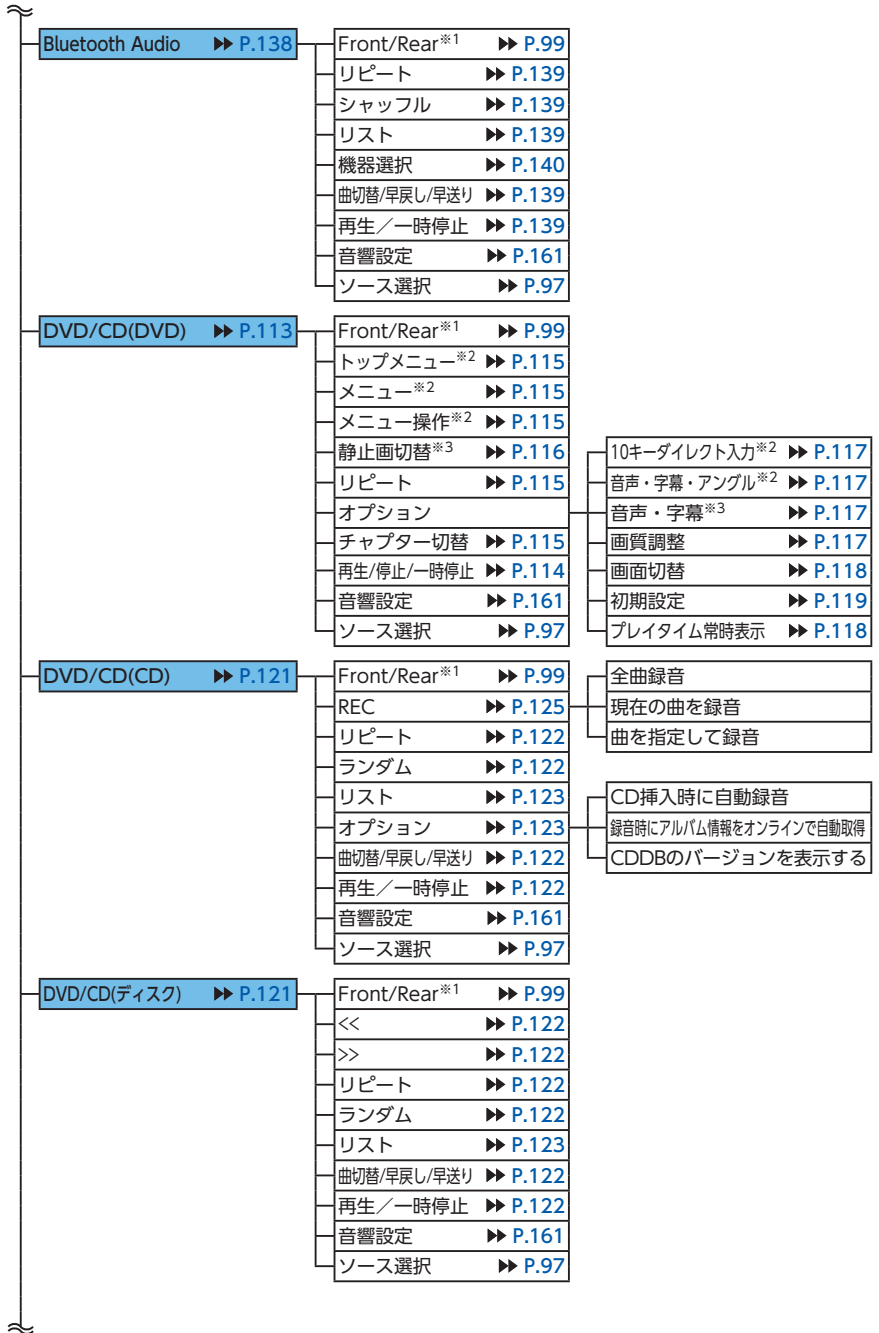 Bluetooth Audio ▶▶ P.138
Front/Rear※1 ▶▶ P.99
リピート ▶▶ P.139
シャッフル ▶▶ P.139
リスト ▶▶ P.139
機器選択 ▶▶ P.140
曲切替/早戻し/早送り ▶▶ P.139
再生／一時停止 ▶▶ P.139
音響設定 ▶▶ P.161
ソース選択 ▶▶ P.97
DVD/CD(DVD) ▶▶ P.113
Front/Rear※1 ▶▶ P.99
トップメニュー※2 ▶▶ P.115
メニュー※2 ▶▶ P.115
メニュー操作※2 ▶▶ P.115
静止画切替※3 ▶▶ P.116
リピート ▶▶ P.115
オプション
チャプター切替 ▶▶ P.115
再生/停止/一時停止 ▶▶ P.114
音響設定 ▶▶ P.161
ソース選択 ▶▶ P.97
10キーダイレクト入力※2 ▶▶ P.117
音声・字幕・アングル※2 ▶▶ P.117
音声・字幕※3 ▶▶ P.117
画質調整 ▶▶ P.117
画面切替 ▶▶ P.118
初期設定 ▶▶ P.119
プレイタイム常時表示 ▶▶ P.118
DVD/CD(CD) ▶▶ P.121
Front/Rear※1 ▶▶ P.99
REC ▶▶ P.125
リピート ▶▶ P.122
ランダム ▶▶ P.122
リスト ▶▶ P.123
オプション ▶▶ P.123
曲切替/早戻し/早送り ▶▶ P.122
再生／一時停止 ▶▶ P.122
音響設定 ▶▶ P.161
ソース選択 ▶▶ P.97
全曲録音
現在の曲を録音
曲を指定して録音
CD挿入時に自動録音
録音時にアルバム情報をオンラインで自動取得
CDDBのバージョンを表示する
DVD/CD(ディスク) ▶▶ P.121
Front/Rear※1 ▶▶ P.99
<< ▶▶ P.122
>> ▶▶ P.122
リピート ▶▶ P.122
ランダム ▶▶ P.122
リスト ▶▶ P.123
曲切替/早戻し/早送り ▶▶ P.122
再生／一時停止 ▶▶ P.122
音響設定 ▶▶ P.161
ソース選択 ▶▶ P.97